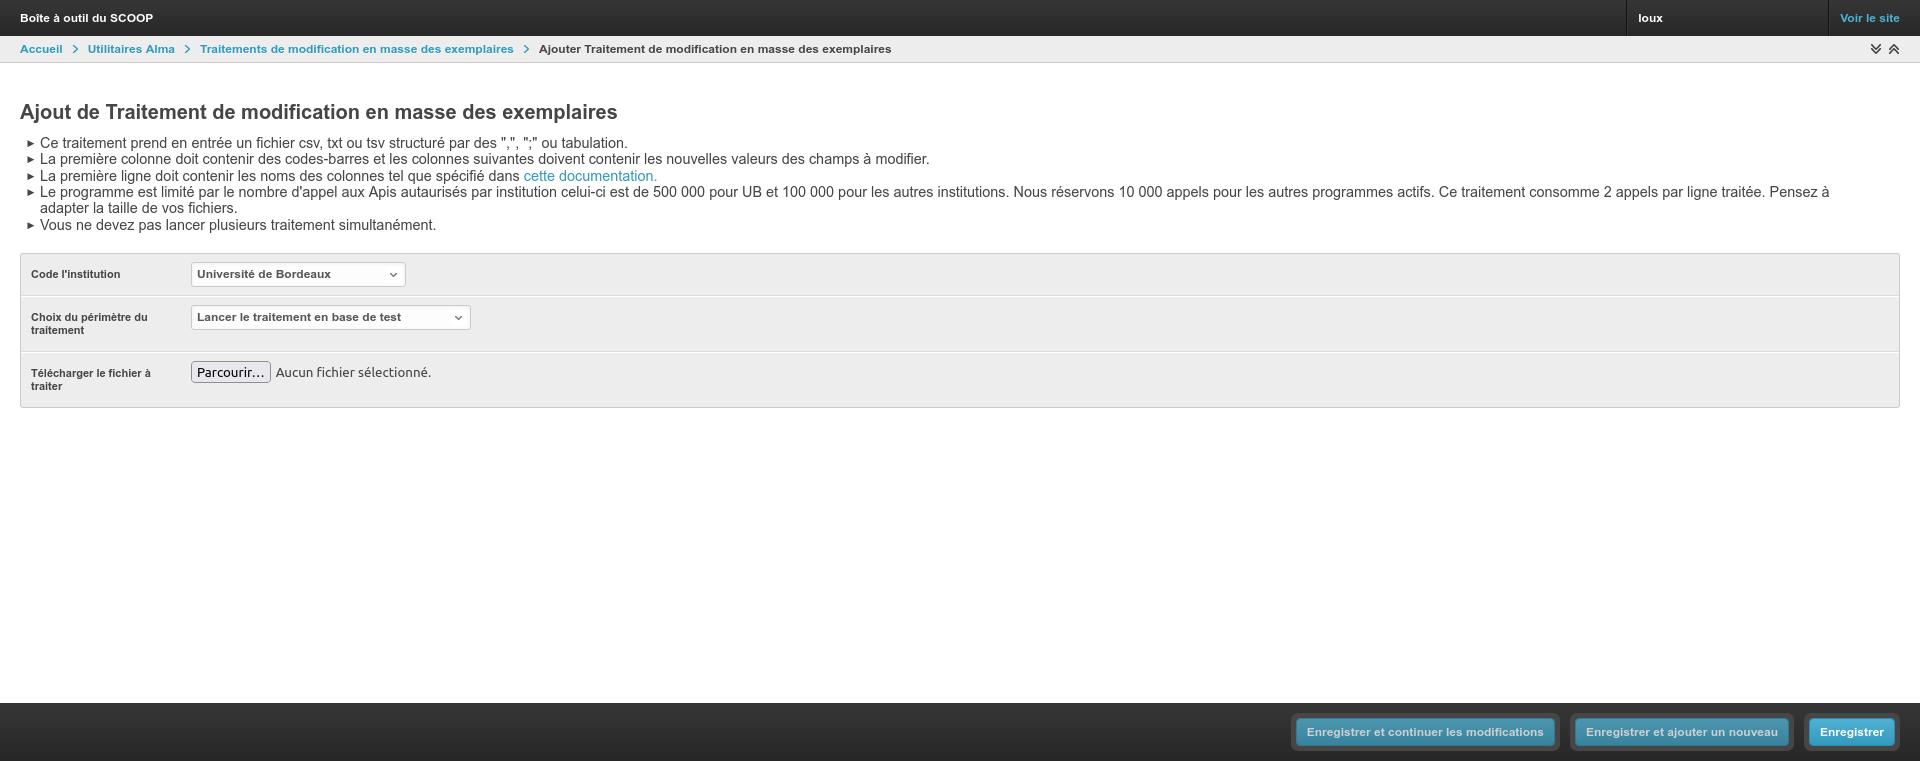 Boîte à outil du SCOOP
loux
Voir le site
Accueil > Utilitaires Alma > Traitements de modification en masse des exemplaires > Ajouter Traitement de modification en masse des exemplaires
Ajout de Traitement de modification en masse des exemplaires
► Ce traitement prend en entrée un fichier csv, txt ou tsv structuré par des ",", ";" ou tabulation.
► La première colonne doit contenir des codes-barres et les colonnes suivantes doivent contenir les nouvelles valeurs des champs à modifier.
► La première ligne doit contenir les noms des colonnes tel que spécifié dans cette documentation.
► Le programme est limité par le nombre d'appel aux Apis autaurisés par institution celui-ci est de 500 000 pour UB et 100 000 pour les autres institutions. Nous réservons 10 000 appels pour les autres programmes actifs. Ce traitement consomme 2 appels par ligne traitée. Pensez à
adapter la taille de vos fichiers.
► Vous ne devez pas lancer plusieurs traitement simultanément.
Code l'institution
Université de Bordeaux
Choix du périmètre du
traitement
Lancer le traitement en base de test
Télécharger le fichier à
traiter
Parcourir… Aucun fichier sélectionné.
Enregistrer et continuer les modifications
Enregistrer et ajouter un nouveau
Enregistrer